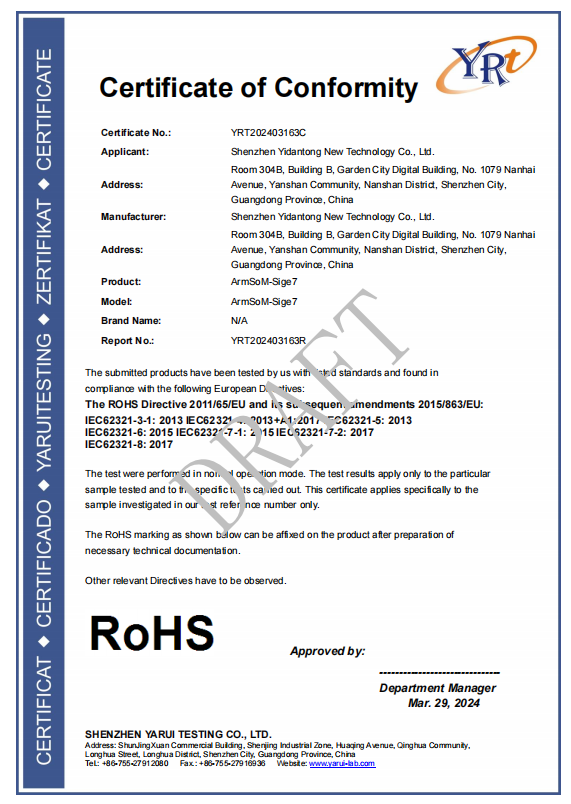 YRt
Certificate of Conformity
CERTIFICAT ◆ CERTIFICADO ◆ YARUITESTING ◆ ZERTIFIKAT ◆ CERTIFICATE
Certificate No.: YRT202403163C
Applicant: Shenzhen Yidantong New Technology Co., Ltd.
Address: Room 304B, Building B, Garden City Digital Building, No. 1079 Nanhai
Avenue, Yanshan Community, Nanshan District, Shenzhen City,
Guangdong Province, China
Manufacturer: Shenzhen Yidantong New Technology Co., Ltd.
Address: Room 304B, Building B, Garden City Digital Building, No. 1079 Nanhai
Avenue, Yanshan Community, Nanshan District, Shenzhen City,
Guangdong Province, China
Product: ArmSoM-Sige7
Model: ArmSoM-Sige7
Brand Name: N/A
Report No.: YRT202403163R
DRAFT
The submitted products have been tested by us with listed standards and found in
compliance with the following European Directives:
The ROHS Directive 2011/65/EU and its subsequent amendments 2015/863/EU:
IEC62321-3-1: 2013 2013+A1:2017 IEC62321-5: 2013
IEC62321-6: 2015 IEC62321-7-1: 2015 IEC62321-7-2: 2017
IEC62321-8: 2017
The test were performed in normal operation mode. The test results apply only to the particular
sample tested and to the specific tests carried out. This certificate applies specifically to the
sample investigated in our test reference number only.
The RoHS marking as shown below can be affixed on the product after preparation of
necessary technical documentation.
Other relevant Directives have to be observed.
RoHS
Approved by:
Department Manager
Mar. 29, 2024
SHENZHEN YARUI TESTING CO., LTD.
Address: ShunJingXuan Commercial Building, Shenjing Industrial Zone, Huaqing Avenue, Qinghua Community,
Longhua Street, Longhua District, Shenzhen City, Guangdong Province, China
Tel.: +86-755-27912080 Fax.: +86-755-27916936 Website: www.yarui-lab.com